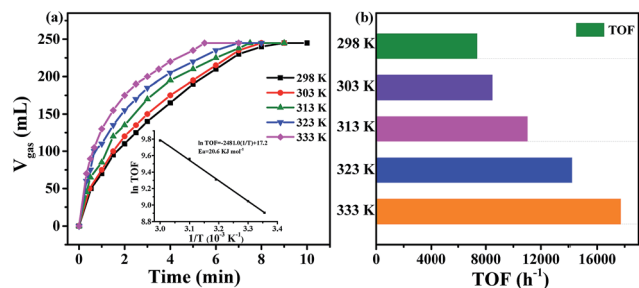 (a)
250
200
150
100
50
0
V gas (mL)
0 2 4 6 8 10
Time (min)
298 K
303 K
313 K
323 K
333 K
ln TOF=-2481.0(1/T)+17.2
Ea=20.6 KJ mol⁻¹
9.8
9.6
9.4
9.2
9.0
8.8
ln TOF
3.0 3.1 3.2 3.3 3.4
1/T (10⁻³ K⁻¹)
(b)
TOF
298 K
303 K
313 K
323 K
333 K
0 4000 8000 12000 16000
TOF (h⁻¹)